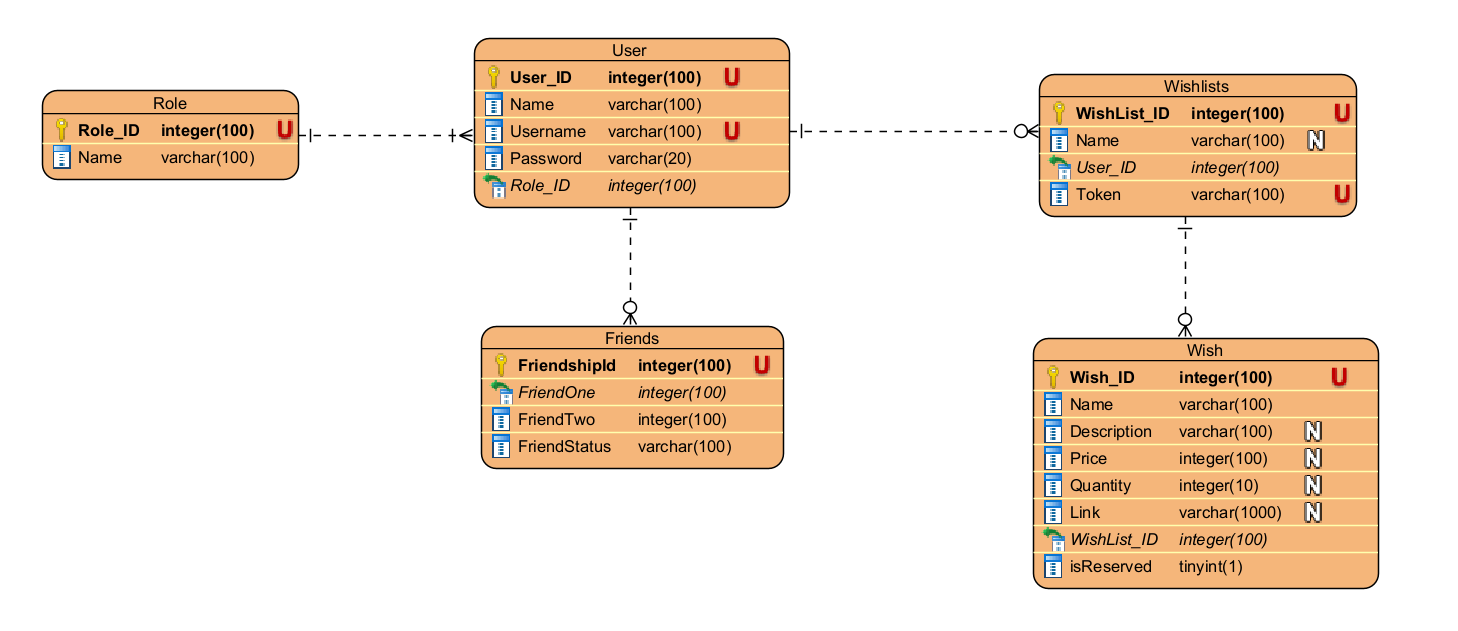 Role
Role_ID integer(100) U
Name varchar(100)
User
User_ID integer(100) U
Name varchar(100)
Username varchar(100) U
Password varchar(20)
Role_ID integer(100)
Wishlists
WishList_ID integer(100) U
Name varchar(100) N
User_ID integer(100)
Token varchar(100) U
Friends
FriendshipId integer(100) U
FriendOne integer(100)
FriendTwo integer(100)
FriendStatus varchar(100)
Wish
Wish_ID integer(100) U
Name varchar(100)
Description varchar(100) N
Price integer(100) N
Quantity integer(10) N
Link varchar(1000) N
WishList_ID integer(100)
isReserved tinyint(1)